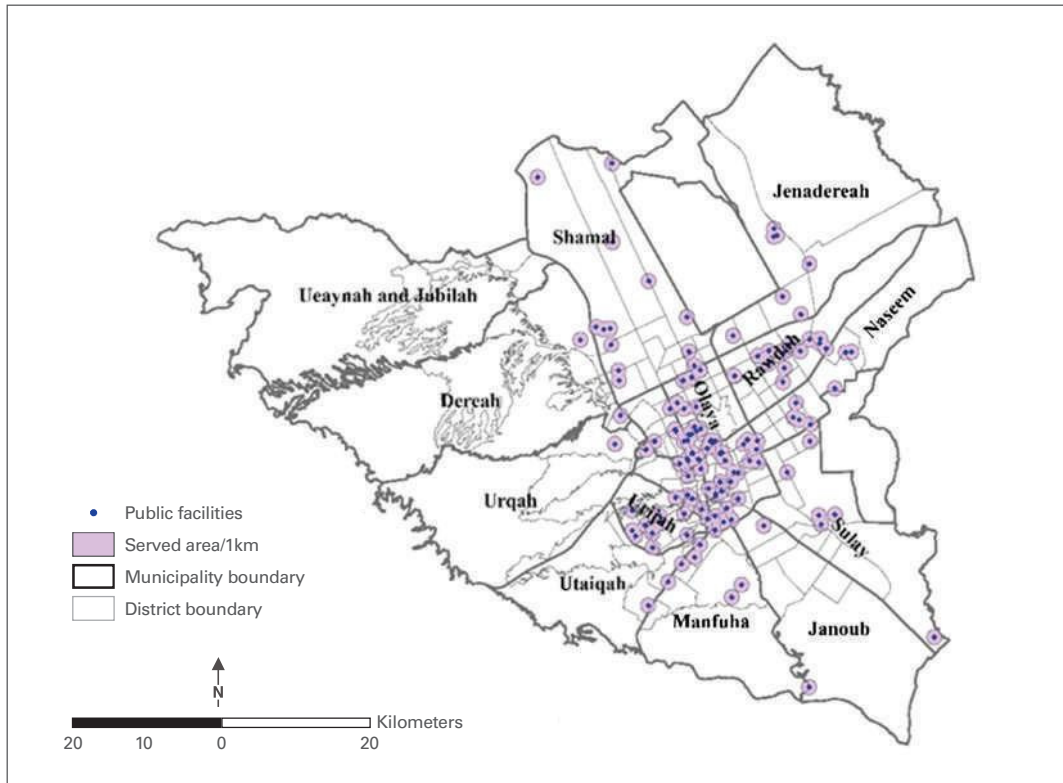 Jenadereah
Shamal
Ueaynah and Jubilah
Naseem
Rawdah
Dereah
Olaya
Urqah
Urijah
Sulay
Utaiqah
Manfuha
Janoub
Public facilities
Served area/1km
Municipality boundary
District boundary
N
Kilometers
20 10 0 20